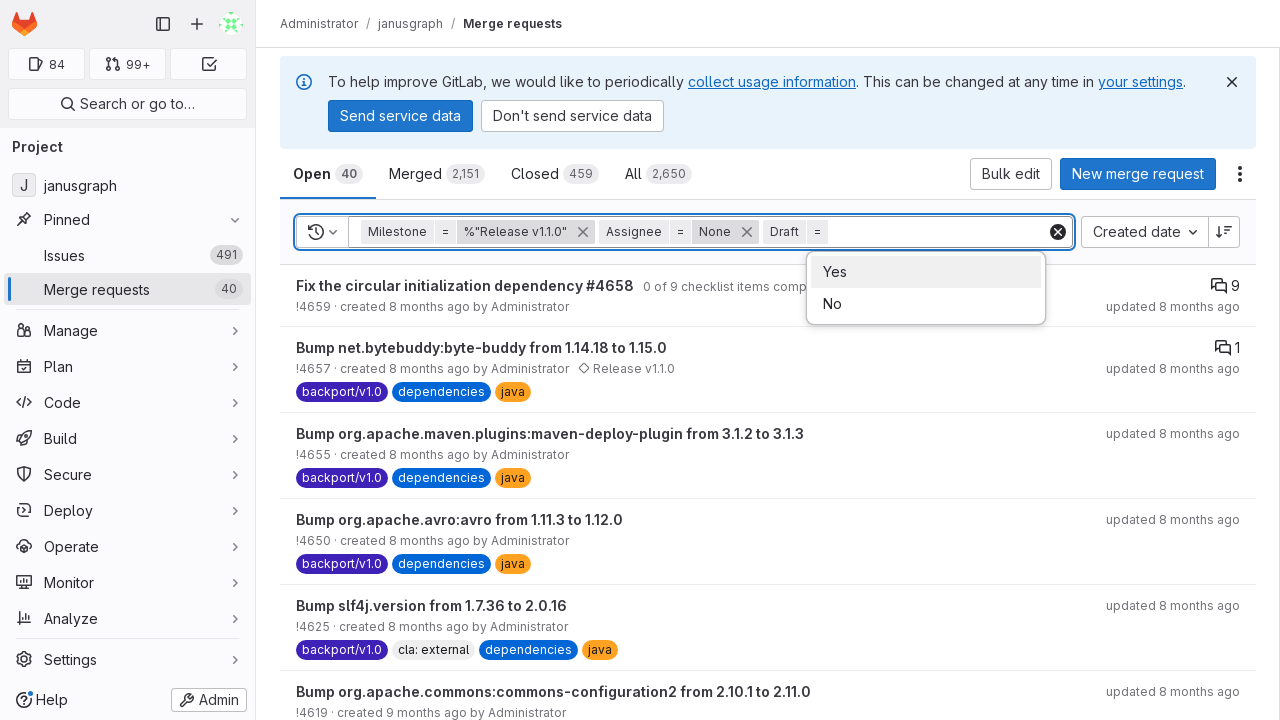 Administrator / janusgraph / Merge requests
84
99+
Search or go to…
Project
J janusgraph
Pinned
Issues 491
Merge requests 40
Manage
Plan
Code
Build
Secure
Deploy
Operate
Monitor
Analyze
Settings
Help
Admin
To help improve GitLab, we would like to periodically collect usage information. This can be changed at any time in your settings.
Send service data Don't send service data
Open 40 Merged 2,151 Closed 459 All 2,650 Bulk edit New merge request
Milestone = %"Release v1.1.0" Assignee = None Draft = Created date
Yes
No
Fix the circular initialization dependency #4658 0 of 9 checklist items comp 9
!4659 · created 8 months ago by Administrator updated 8 months ago
Bump net.bytebuddy:byte-buddy from 1.14.18 to 1.15.0 1
!4657 · created 8 months ago by Administrator Release v1.1.0 updated 8 months ago
backport/v1.0 dependencies java
Bump org.apache.maven.plugins:maven-deploy-plugin from 3.1.2 to 3.1.3 updated 8 months ago
!4655 · created 8 months ago by Administrator
backport/v1.0 dependencies java
Bump org.apache.avro:avro from 1.11.3 to 1.12.0 updated 8 months ago
!4650 · created 8 months ago by Administrator
backport/v1.0 dependencies java
Bump slf4j.version from 1.7.36 to 2.0.16 updated 8 months ago
!4625 · created 8 months ago by Administrator
backport/v1.0 cla: external dependencies java
Bump org.apache.commons:commons-configuration2 from 2.10.1 to 2.11.0 updated 8 months ago
!4619 · created 9 months ago by Administrator